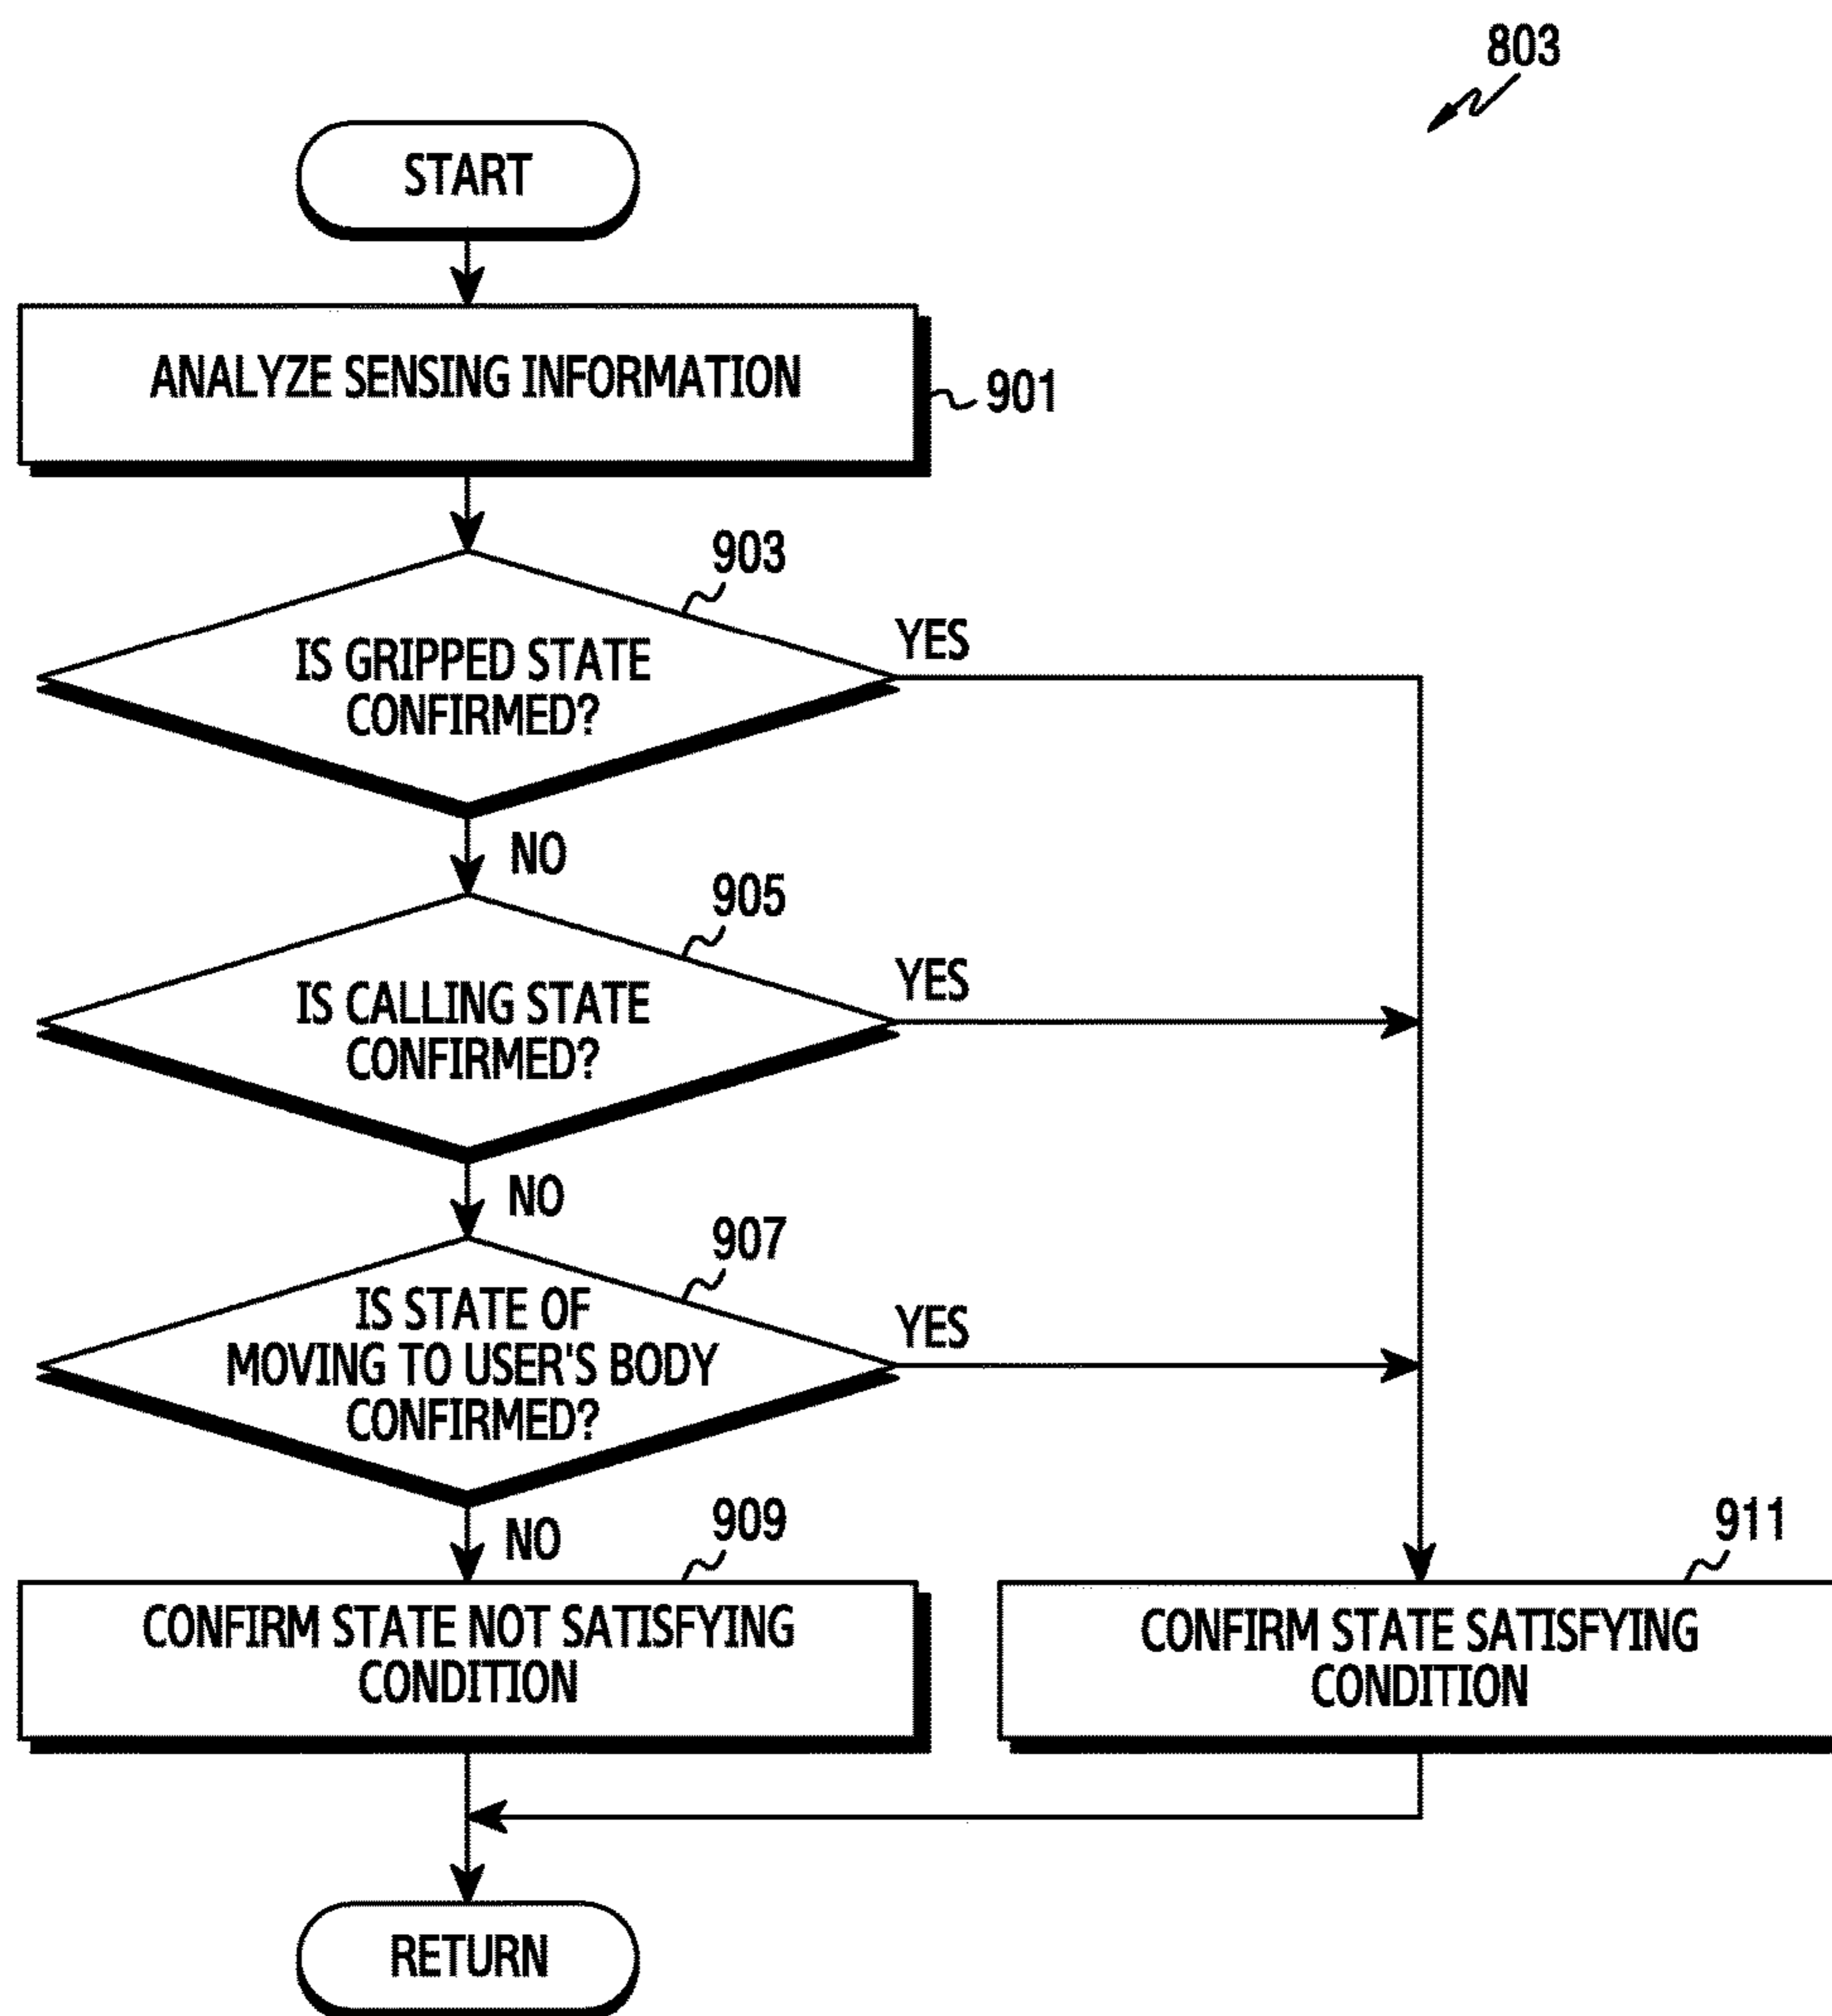 803
START
ANALYZE SENSING INFORMATION
901
903
IS GRIPPED STATE
CONFIRMED?
YES
NO
905
IS CALLING STATE
CONFIRMED?
YES
NO
907
IS STATE OF
MOVING TO USER'S BODY
CONFIRMED?
YES
NO
909
CONFIRM STATE NOT SATISFYING
CONDITION
911
CONFIRM STATE SATISFYING
CONDITION
RETURN